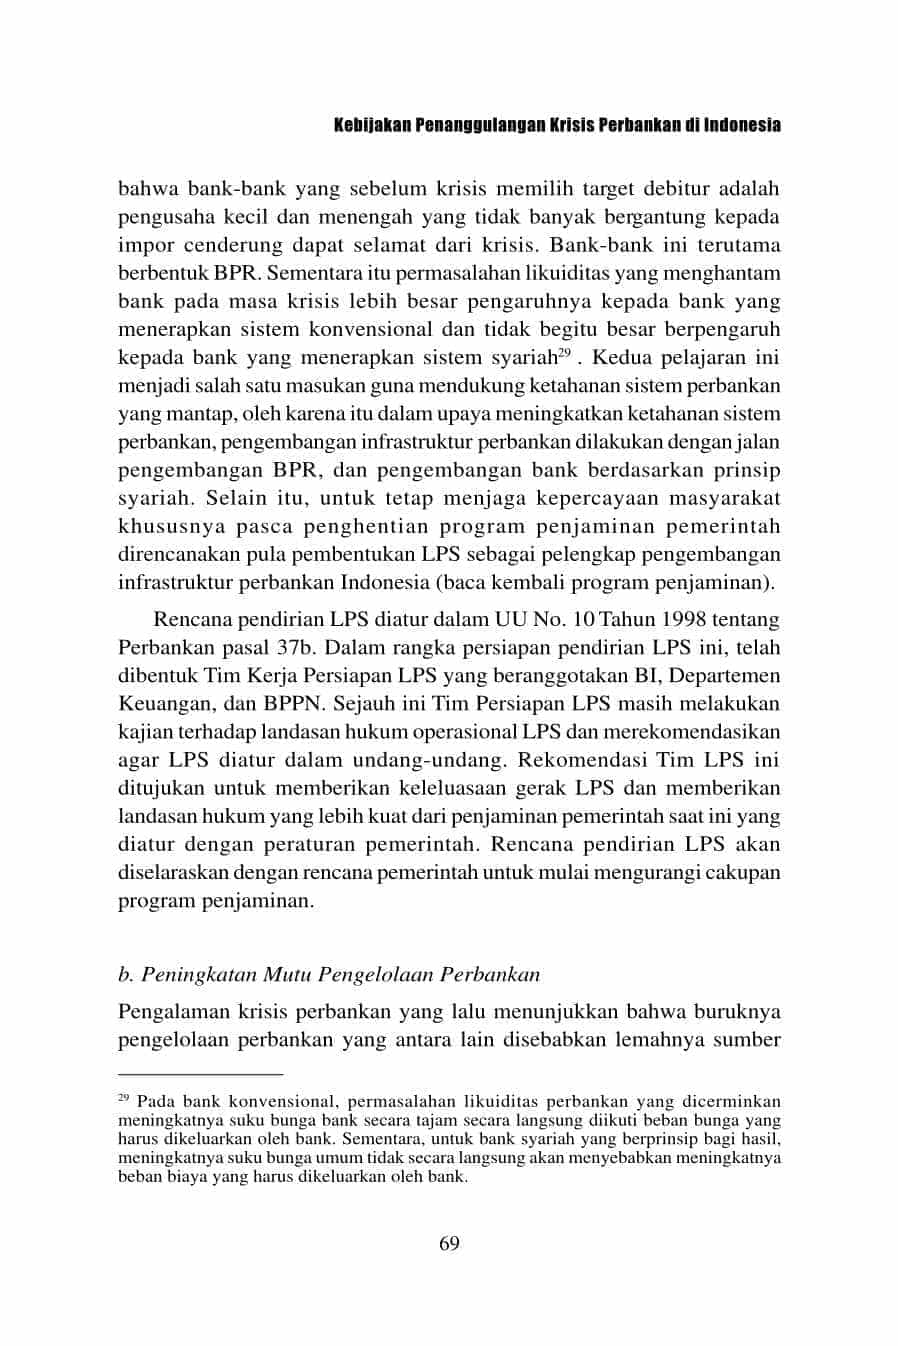 Kebijakan Penanggulangan Krisis Perbankan di Indonesia
bahwa bank-bank yang sebelum krisis memilih target debitur adalah
pengusaha kecil dan menengah yang tidak banyak bergantung kepada
impor cenderung dapat selamat dari krisis. Bank-bank ini terutama
berbentuk BPR. Sementara itu permasalahan likuiditas yang menghantam
bank pada masa krisis lebih besar pengaruhnya kepada bank yang
menerapkan sistem konvensional dan tidak begitu besar berpengaruh
kepada bank yang menerapkan sistem syariah²⁹ . Kedua pelajaran ini
menjadi salah satu masukan guna mendukung ketahanan sistem perbankan
yang mantap, oleh karena itu dalam upaya meningkatkan ketahanan sistem
perbankan, pengembangan infrastruktur perbankan dilakukan dengan jalan
pengembangan BPR, dan pengembangan bank berdasarkan prinsip
syariah. Selain itu, untuk tetap menjaga kepercayaan masyarakat
khususnya pasca penghentian program penjaminan pemerintah
direncanakan pula pembentukan LPS sebagai pelengkap pengembangan
infrastruktur perbankan Indonesia (baca kembali program penjaminan).
Rencana pendirian LPS diatur dalam UU No. 10 Tahun 1998 tentang
Perbankan pasal 37b. Dalam rangka persiapan pendirian LPS ini, telah
dibentuk Tim Kerja Persiapan LPS yang beranggotakan BI, Departemen
Keuangan, dan BPPN. Sejauh ini Tim Persiapan LPS masih melakukan
kajian terhadap landasan hukum operasional LPS dan merekomendasikan
agar LPS diatur dalam undang-undang. Rekomendasi Tim LPS ini
ditujukan untuk memberikan keleluasaan gerak LPS dan memberikan
landasan hukum yang lebih kuat dari penjaminan pemerintah saat ini yang
diatur dengan peraturan pemerintah. Rencana pendirian LPS akan
diselaraskan dengan rencana pemerintah untuk mulai mengurangi cakupan
program penjaminan.
b. Peningkatan Mutu Pengelolaan Perbankan
Pengalaman krisis perbankan yang lalu menunjukkan bahwa buruknya
pengelolaan perbankan yang antara lain disebabkan lemahnya sumber
²⁹ Pada bank konvensional, permasalahan likuiditas perbankan yang dicerminkan
meningkatnya suku bunga bank secara tajam secara langsung diikuti beban bunga yang
harus dikeluarkan oleh bank. Sementara, untuk bank syariah yang berprinsip bagi hasil,
meningkatnya suku bunga umum tidak secara langsung akan menyebabkan meningkatnya
beban biaya yang harus dikeluarkan oleh bank.
69